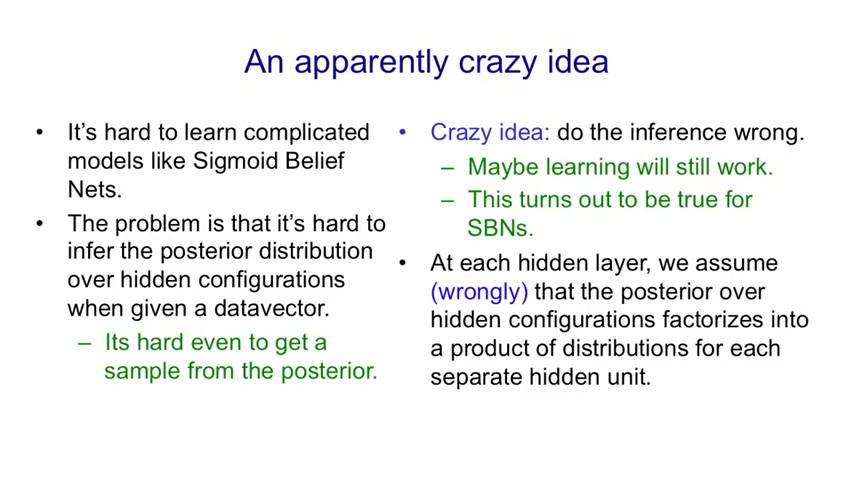 An apparently crazy idea
• It's hard to learn complicated
models like Sigmoid Belief
Nets.
• The problem is that it's hard to
infer the posterior distribution
over hidden configurations
when given a datavector.
– Its hard even to get a
sample from the posterior.
• Crazy idea: do the inference wrong.
– Maybe learning will still work.
– This turns out to be true for
SBNs.
• At each hidden layer, we assume
(wrongly) that the posterior over
hidden configurations factorizes into
a product of distributions for each
separate hidden unit.